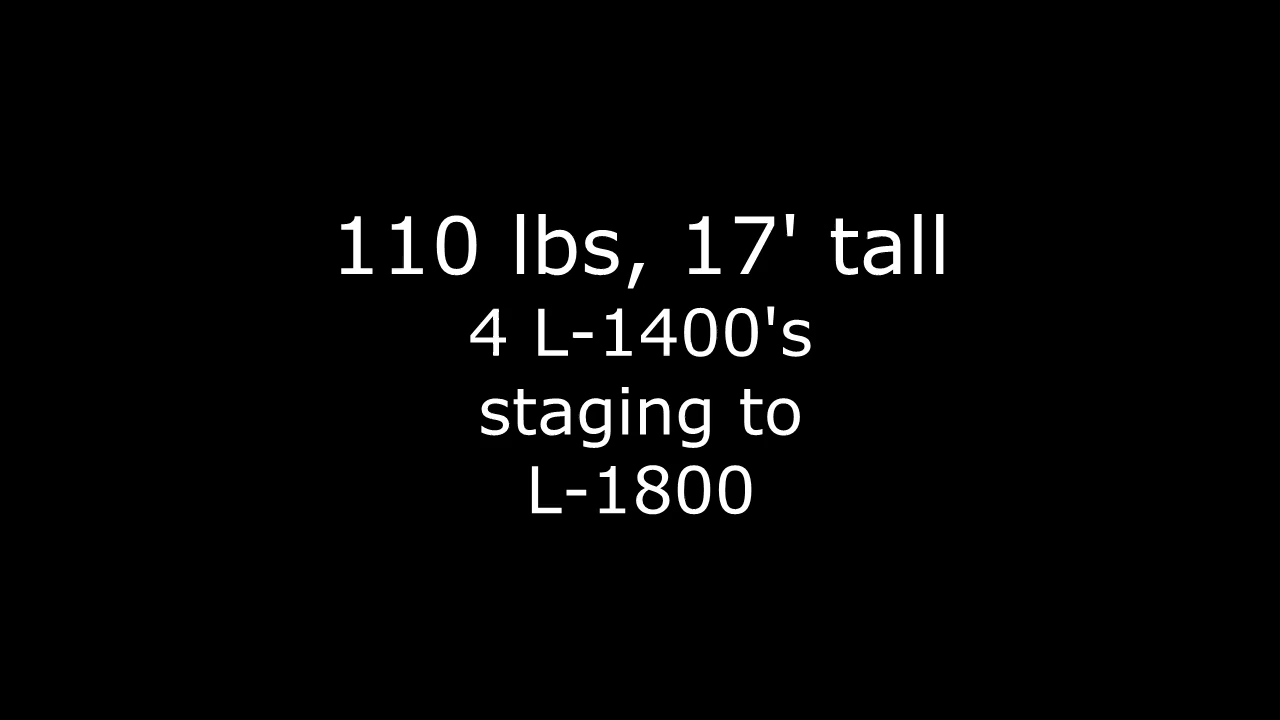 110 lbs, 17' tall
4 L-1400's
staging to
L-1800